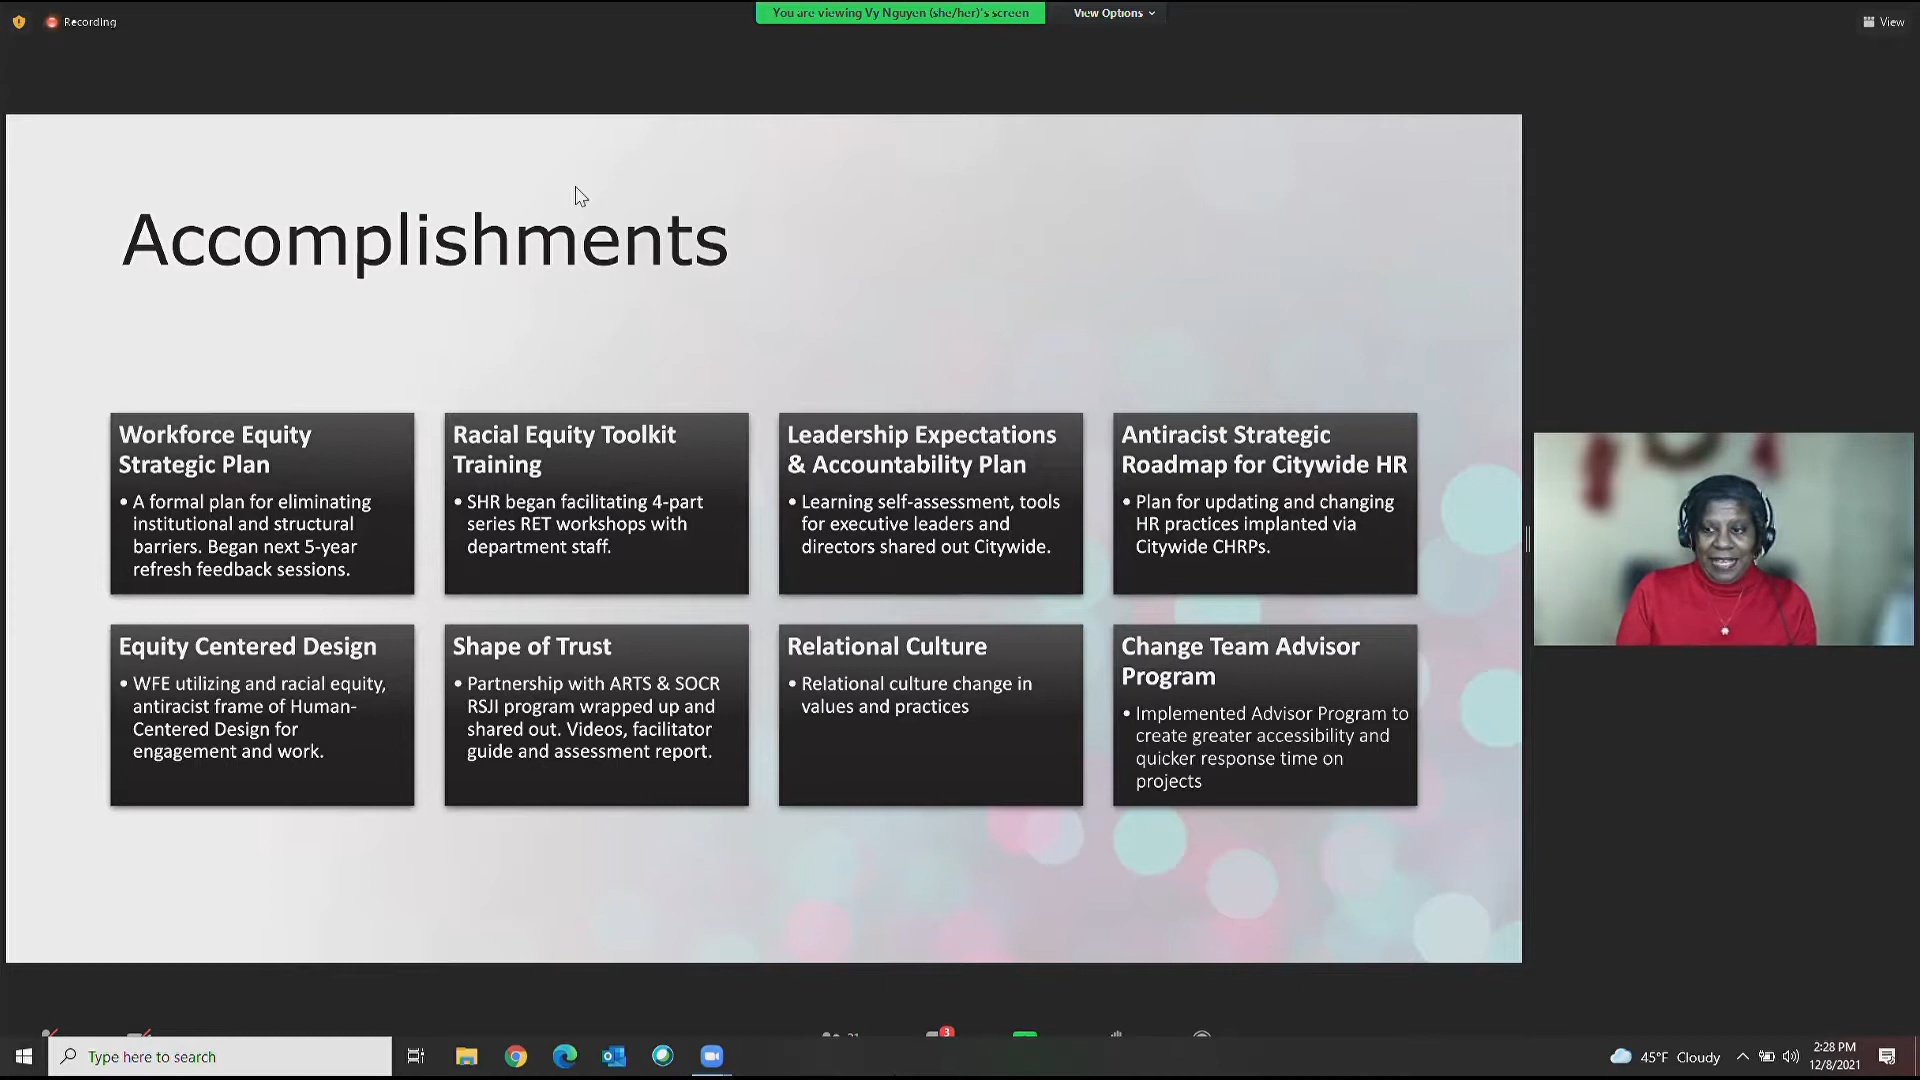 Recording
You are viewing Vy Nguyen (she/her)'s screen
View Options
View
Accomplishments
Workforce Equity
Strategic Plan
• A formal plan for eliminating
institutional and structural
barriers. Began next 5-year
refresh feedback sessions.
Racial Equity Toolkit
Training
• SHR began facilitating 4-part
series RET workshops with
department staff.
Leadership Expectations
& Accountability Plan
• Learning self-assessment, tools
for executive leaders and
directors shared out Citywide.
Antiracist Strategic
Roadmap for Citywide HR
• Plan for updating and changing
HR practices implanted via
Citywide CHRPs.
Equity Centered Design
• WFE utilizing and racial equity,
antiracist frame of Human-
Centered Design for
engagement and work.
Shape of Trust
• Partnership with ARTS & SOCR
RSJI program wrapped up and
shared out. Videos, facilitator
guide and assessment report.
Relational Culture
• Relational culture change in
values and practices
Change Team Advisor
Program
• Implemented Advisor Program to
create greater accessibility and
quicker response time on
projects
3
Type here to search
45°F Cloudy
2:28 PM
12/8/2021